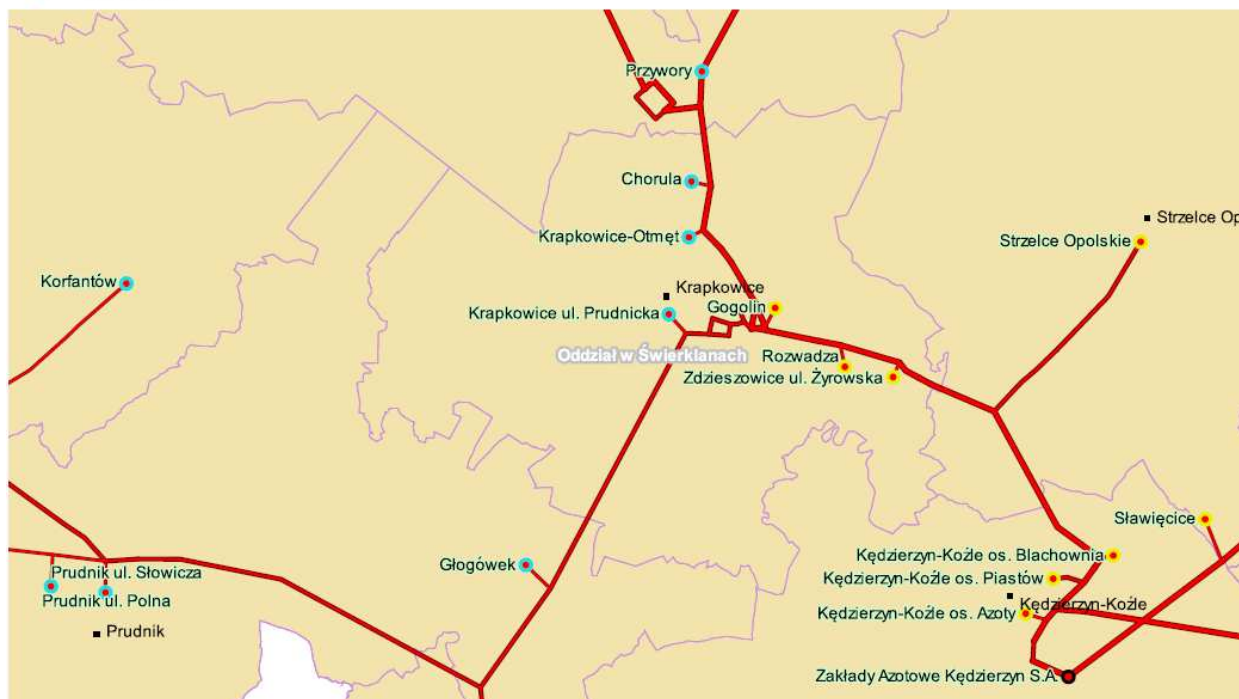 Przywory
Chorula
Strzelce Op
Krapkowice-Otmęt
Strzelce Opolskie
Korfantów
Krapkowice
Gogolin
Krapkowice ul. Prudnicka
Oddział w Świerklanach
Rozwadza
Zdzieszowice ul. Żyrowska
Sławięcice
Kędzierzyn-Koźle os. Blachownia
Głogówek
Prudnik ul. Słowicza
Kędzierzyn-Koźle os. Piastów
Prudnik ul. Polna
Kędzierzyn-Koźle
Kędzierzyn-Koźle os. Azoty
Prudnik
Zakłady Azotowe Kędzierzyn S.A.